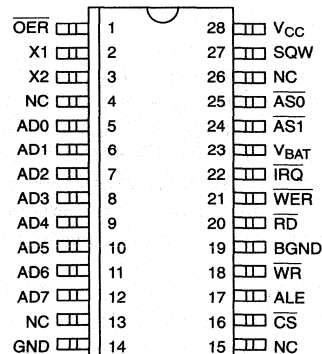 OER 1 28 VCC
X1 2 27 SQW
X2 3 26 NC
NC 4 25 AS0
AD0 5 24 AS1
AD1 6 23 VBAT
AD2 7 22 IRQ
AD3 8 21 WER
AD4 9 20 RD
AD5 10 19 BGND
AD6 11 18 WR
AD7 12 17 ALE
NC 13 16 CS
GND 14 15 NC